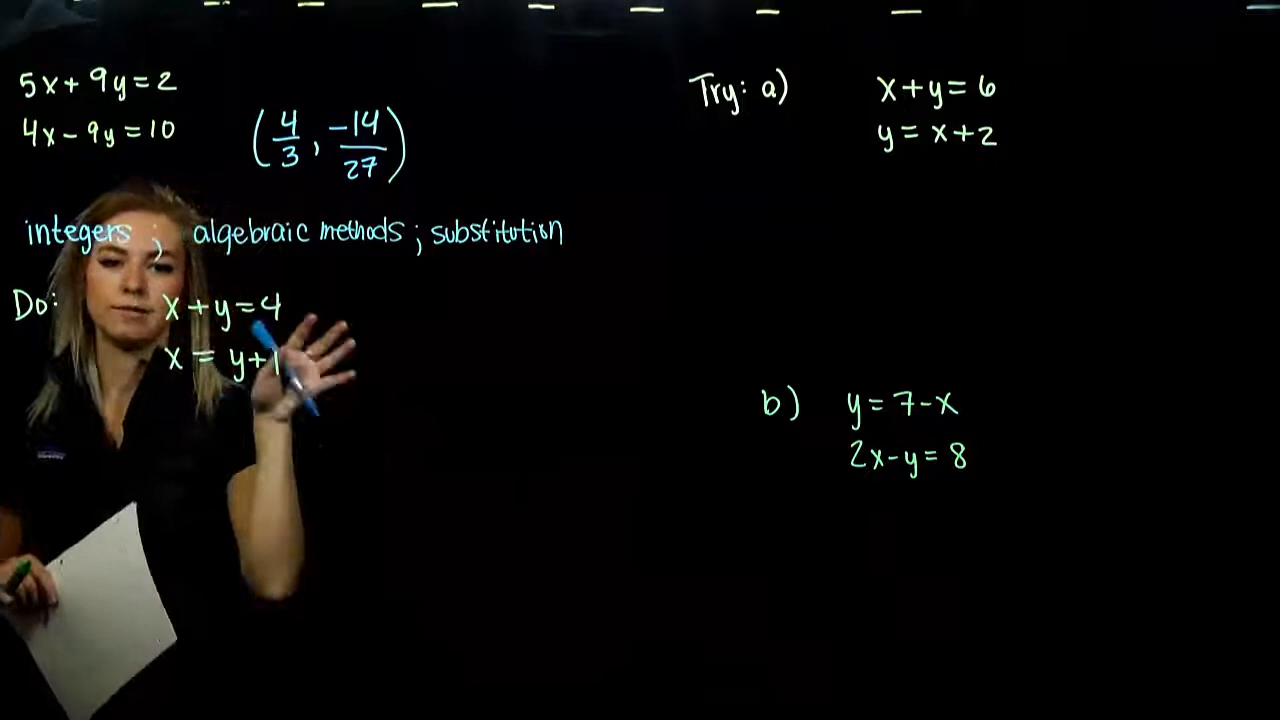 5x + 9y = 2
4x - 9y = 10
(4/3, -14/27)
integers ; algebraic methods ; substitution
Do: x + y = 4
x = y + 1
Try: a) x + y = 6
y = x + 2
b) y = 7 - x
2x - y = 8